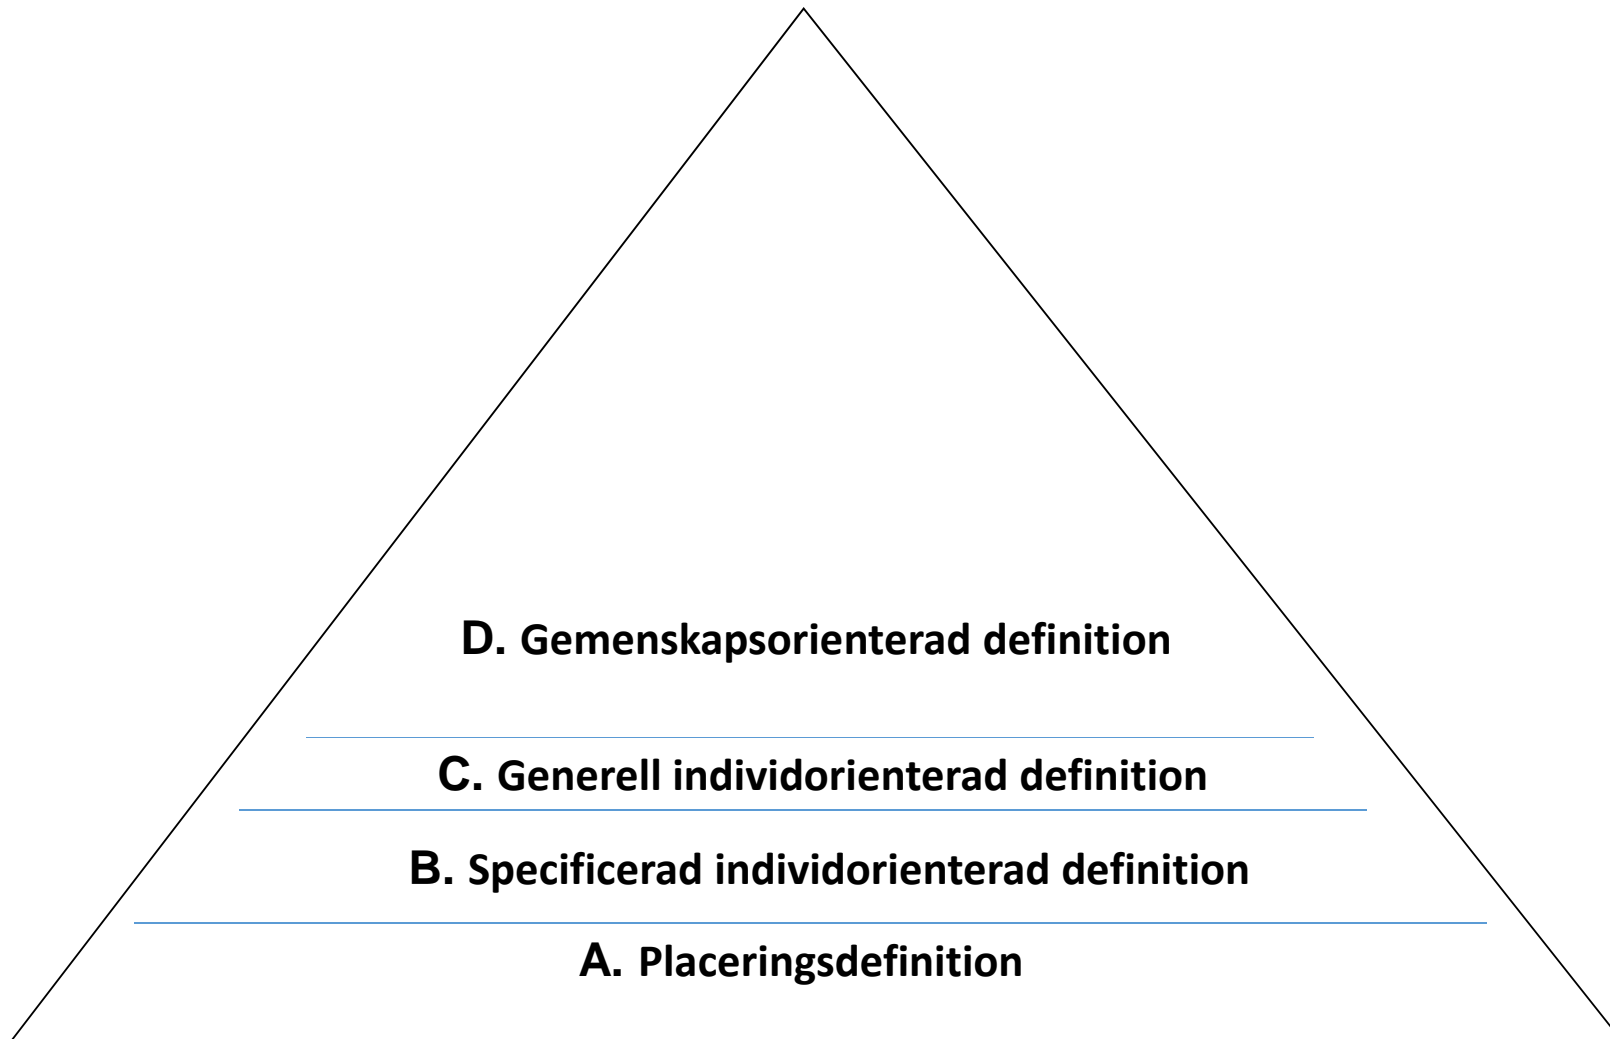 D. Gemenskapsorienterad definition
C. Generell individorienterad definition
B. Specificerad individorienterad definition
A. Placeringsdefinition